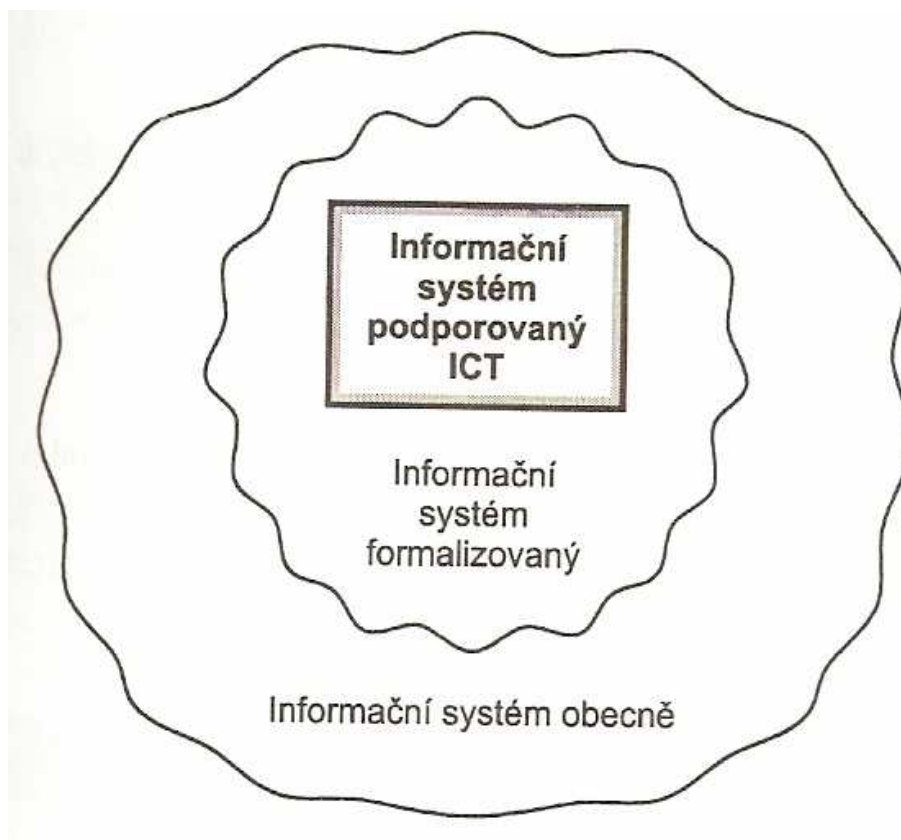 Informační
systém
podporovaný
ICT
Informační
systém
formalizovaný
Informační systém obecně